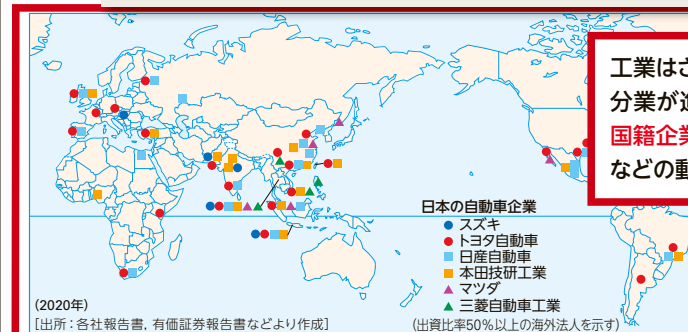 工業はさ
分業が進
国籍企業
などの動
日本の自動車企業
スズキ
トヨタ自動車
日産自動車
本田技研工業
マツダ
三菱自動車工業
(2020年)
[出所：各社報告書，有価証券報告書などより作成]
(出資比率50％以上の海外法人を示す)